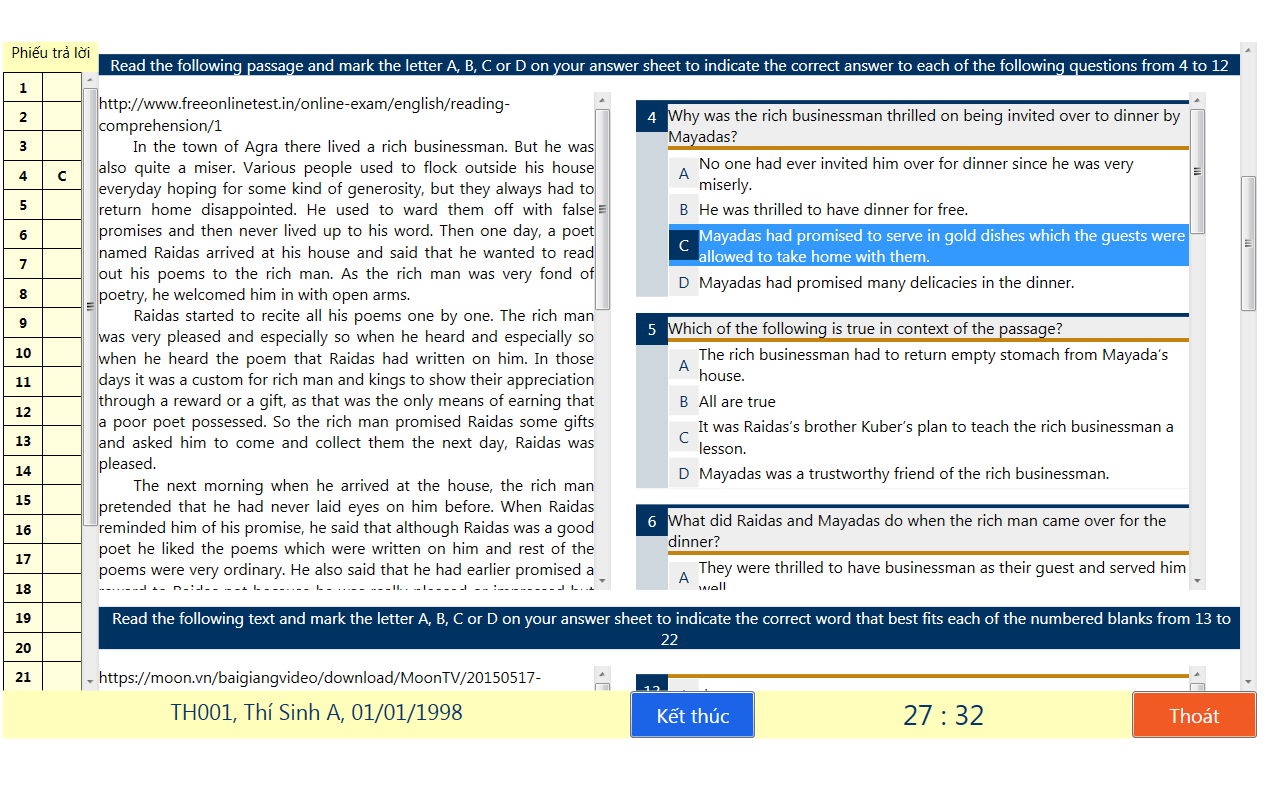 Phiếu trả lời
Read the following passage and mark the letter A, B, C or D on your answer sheet to indicate the correct answer to each of the following questions from 4 to 12
1
2
3
4 C
5
6
7
8
9
10
11
12
13
14
15
16
17
18
19
20
21
http://www.freeonlinetest.in/online-exam/english/reading-
comprehension/1
In the town of Agra there lived a rich businessman. But he was
also quite a miser. Various people used to flock outside his house
everyday hoping for some kind of generosity, but they always had to
return home disappointed. He used to ward them off with false
promises and then never lived up to his word. Then one day, a poet
named Raidas arrived at his house and said that he wanted to read
out his poems to the rich man. As the rich man was very fond of
poetry, he welcomed him in with open arms.
Raidas started to recite all his poems one by one. The rich man
was very pleased and especially so when he heard and especially so
when he heard the poem that Raidas had written on him. In those
days it was a custom for rich man and kings to show their appreciation
through a reward or a gift, as that was the only means of earning that
a poor poet possessed. So the rich man promised Raidas some gifts
and asked him to come and collect them the next day, Raidas was
pleased.
The next morning when he arrived at the house, the rich man
pretended that he had never laid eyes on him before. When Raidas
reminded him of his promise, he said that although Raidas was a good
poet he liked the poems which were written on him and rest of the
poems were very ordinary. He also said that he had earlier promised a
reward to Raidas not because he was really pleased or impressed but
4 Why was the rich businessman thrilled on being invited over to dinner by
Mayadas?
A No one had ever invited him over for dinner since he was very
miserly.
B He was thrilled to have dinner for free.
C Mayadas had promised to serve in gold dishes which the guests were
allowed to take home with them.
D Mayadas had promised many delicacies in the dinner.
5 Which of the following is true in context of the passage?
A The rich businessman had to return empty stomach from Mayada's
house.
B All are true
C It was Raidas's brother Kuber's plan to teach the rich businessman a
lesson.
D Mayadas was a trustworthy friend of the rich businessman.
6 What did Raidas and Mayadas do when the rich man came over for the
dinner?
A They were thrilled to have businessman as their guest and served him
well
Read the following text and mark the letter A, B, C or D on your answer sheet to indicate the correct word that best fits each of the numbered blanks from 13 to
22
https://moon.vn/baigiangvideo/download/MoonTV/20150517-
13
TH001, Thí Sinh A, 01/01/1998
Kết thúc
27 : 32
Thoát